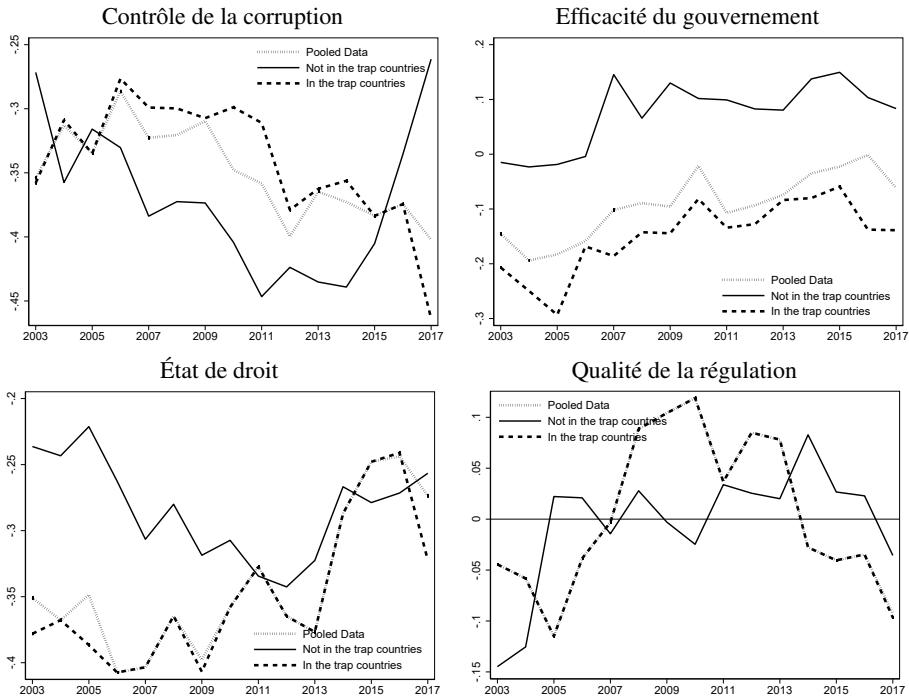 Contrôle de la corruption
-.25
-.3
-.35
-.4
-.45
Pooled Data
Not in the trap countries
In the trap countries
2003 2005 2007 2009 2011 2013 2015 2017
Efficacité du gouvernement
.2
.1
0
-.1
-.2
-.3
Pooled Data
Not in the trap countries
In the trap countries
2003 2005 2007 2009 2011 2013 2015 2017
État de droit
-.2
-.25
-.3
-.35
-.4
Pooled Data
Not in the trap countries
In the trap countries
2003 2005 2007 2009 2011 2013 2015 2017
Qualité de la régulation
Pooled Data
Not in the trap countries
In the trap countries
.1
.05
0
-.05
-.1
-.15
2003 2005 2007 2009 2011 2013 2015 2017